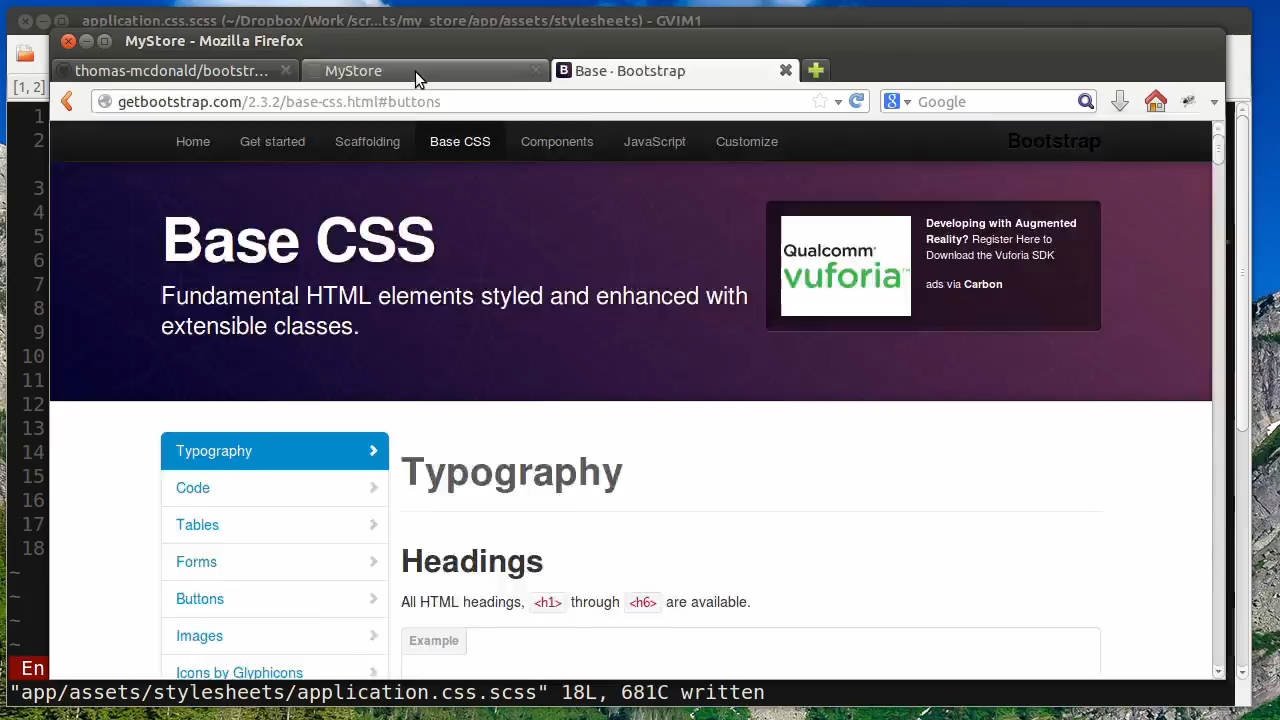 application.css.scss (~/Dropbox/Work/scr...ts/my_store/app/assets/stylesheets) - GVIM1
MyStore - Mozilla Firefox
thomas-mcdonald/bootstr...
MyStore
B Base · Bootstrap
getbootstrap.com/2.3.2/base-css.html#buttons
8 Google
[1, 2]
Home Get started Scaffolding Base CSS Components JavaScript Customize Bootstrap
Base CSS
Fundamental HTML elements styled and enhanced with
extensible classes.
Qualcomm
vuforia™
Developing with Augmented
Reality? Register Here to
Download the Vuforia SDK
ads via Carbon
Typography
Code
Tables
Forms
Buttons
Images
Icons by Glyphicons
Typography
Headings
All HTML headings, <h1> through <h6> are available.
Example
1
2
3
4
5
6
7
8
9
10
11
12
13
14
15
16
17
18
~
~
~
~
En
"app/assets/stylesheets/application.css.scss" 18L, 681C written